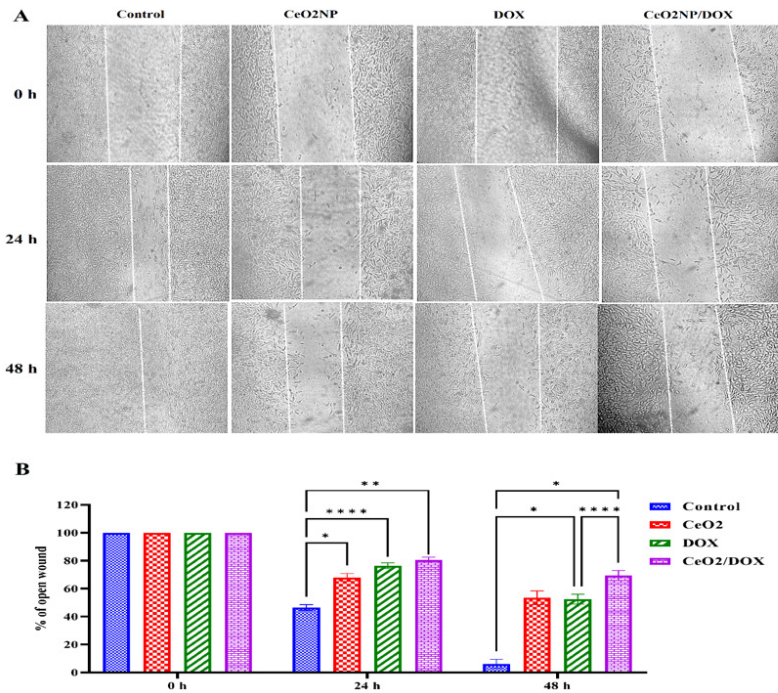 A
Control CeO2NP DOX CeO2NP/DOX
0 h
24 h
48 h
B
% of open wound
120
100
80
60
40
20
0
* * * * * * *
* * * * * *
0 h 24 h 48 h
Control
CeO2
DOX
CeO2/DOX